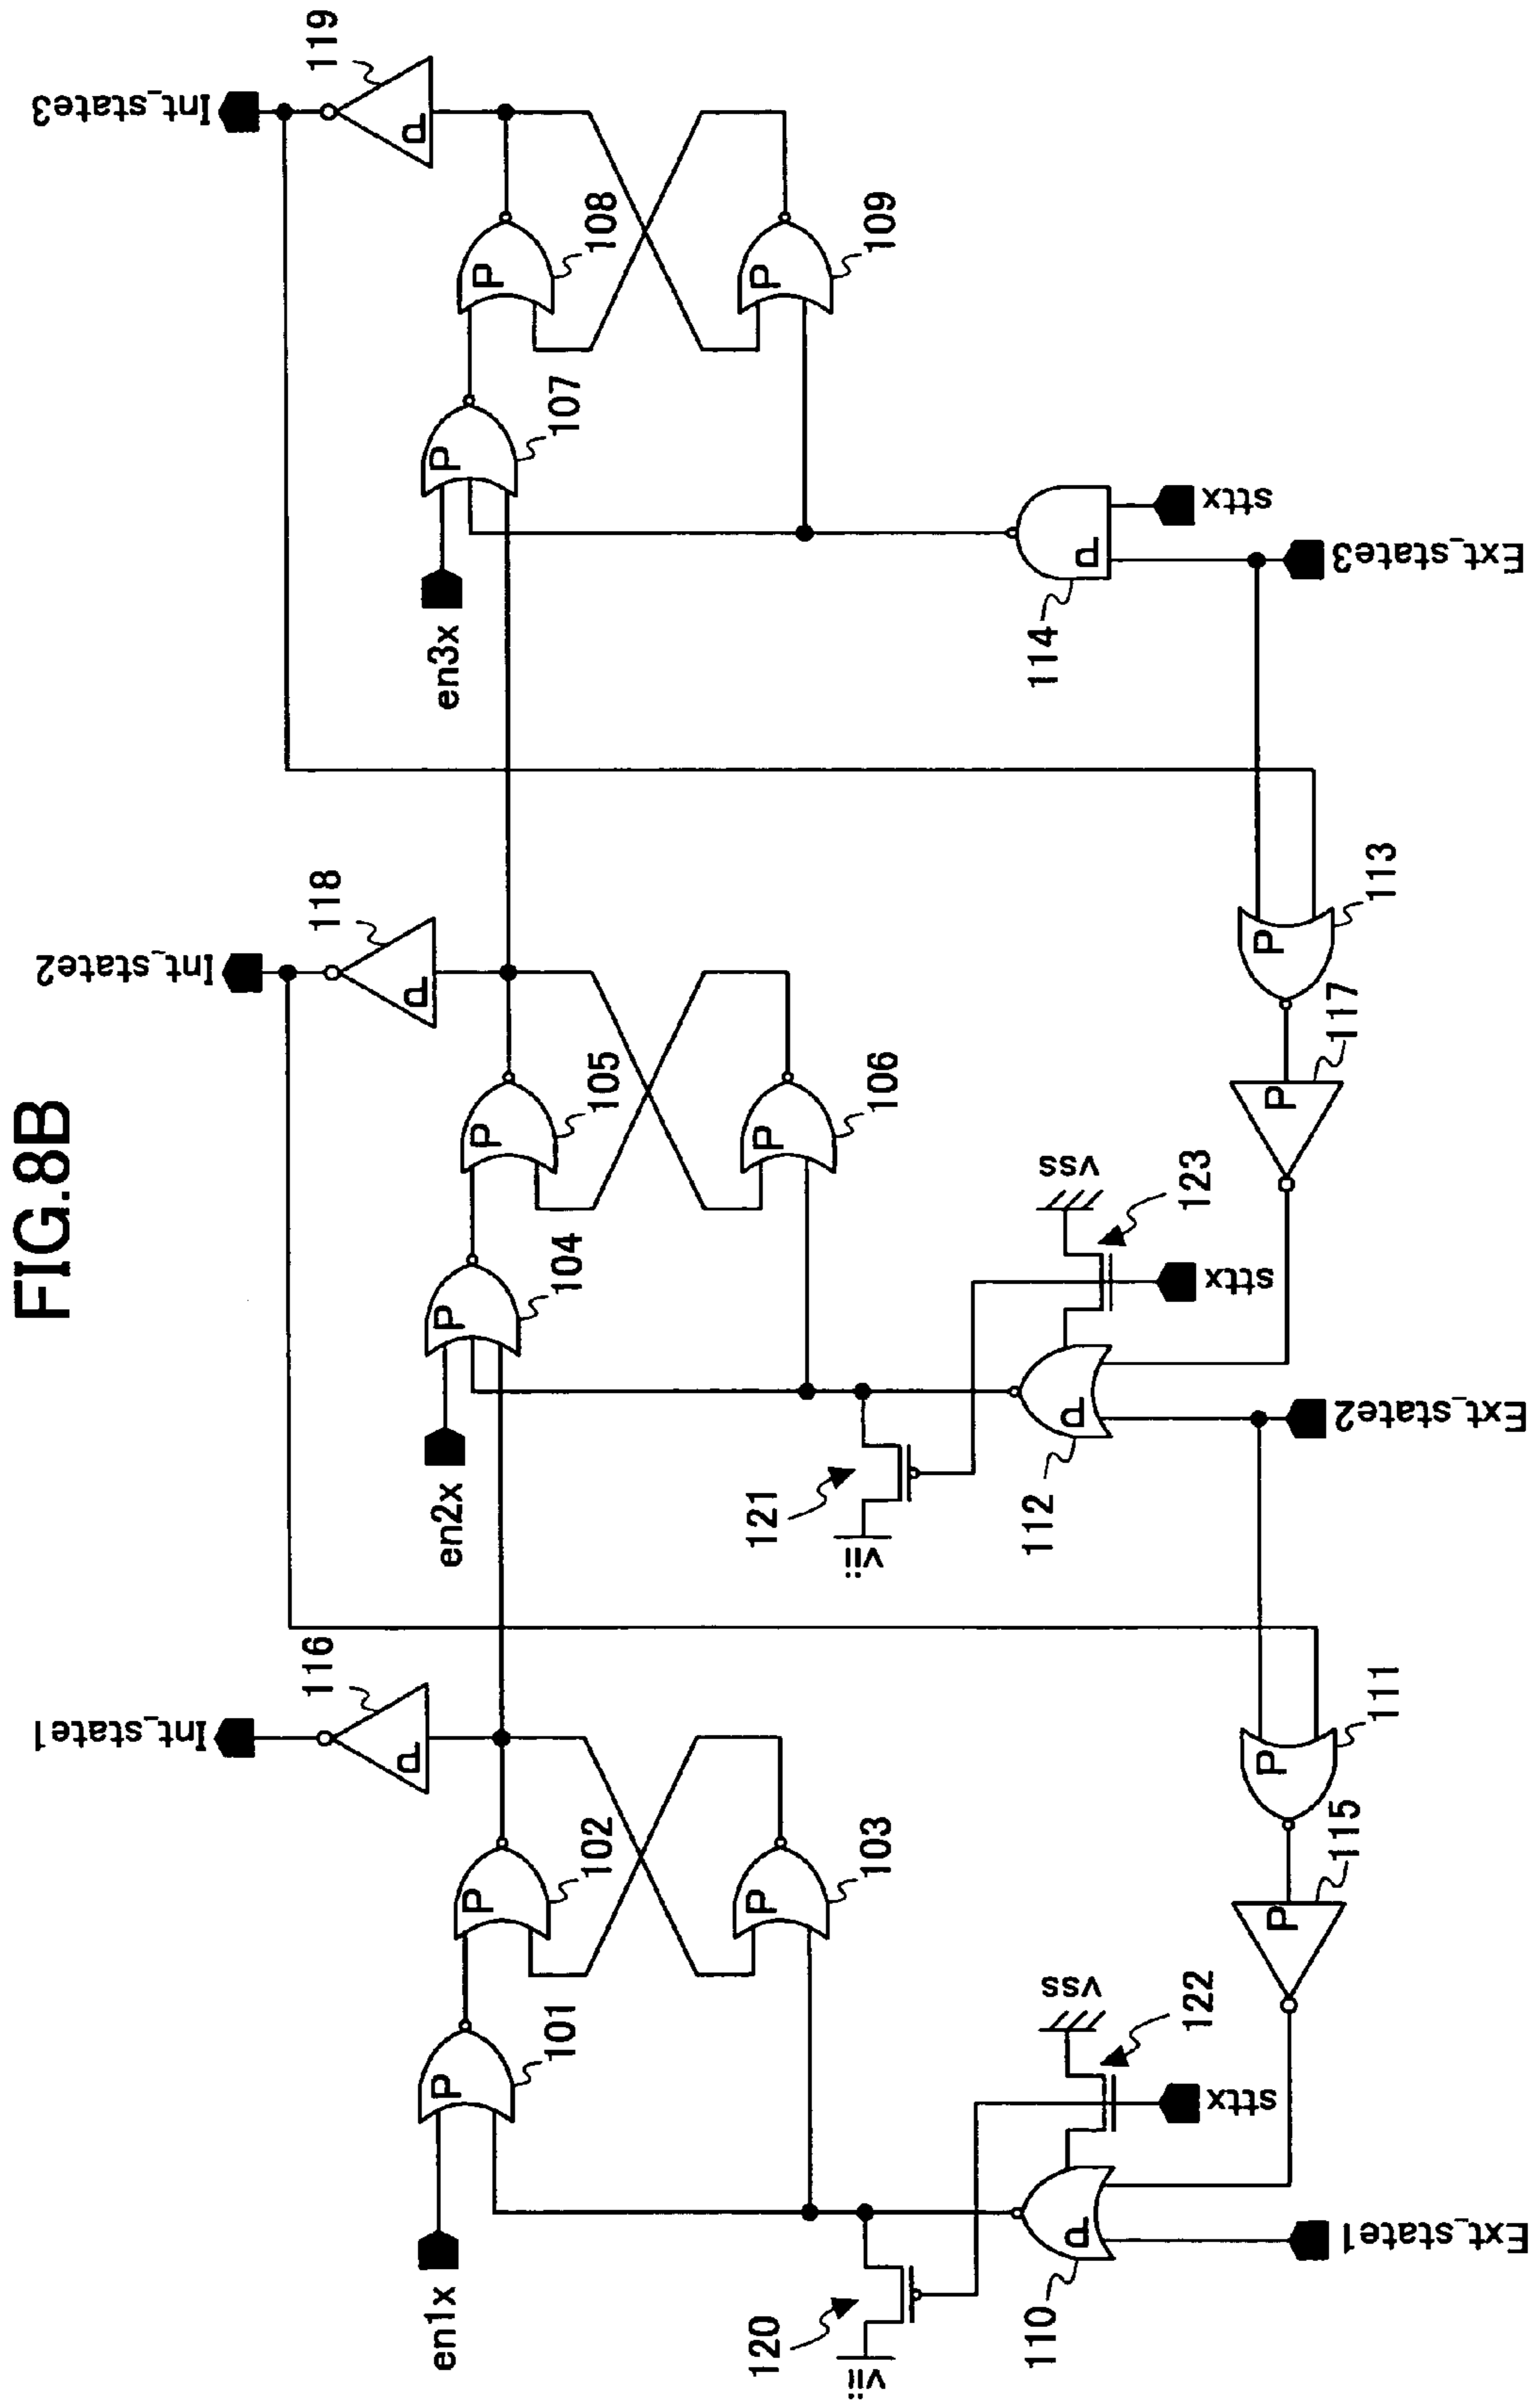 FIG.8B
Int_state1
Int_state2
Int_state3
116
118
119
en1x
P
101
P
102
P
103
en2x
P
104
P
105
P
106
en3x
P
107
P
108
P
109
P
P
P
vii
120
vss
122
sttx
110
P
Ext_state1
115
P
111
P
vii
121
vss
123
sttx
112
P
Ext_state2
117
P
113
P
114
P
sttx
Ext_state3